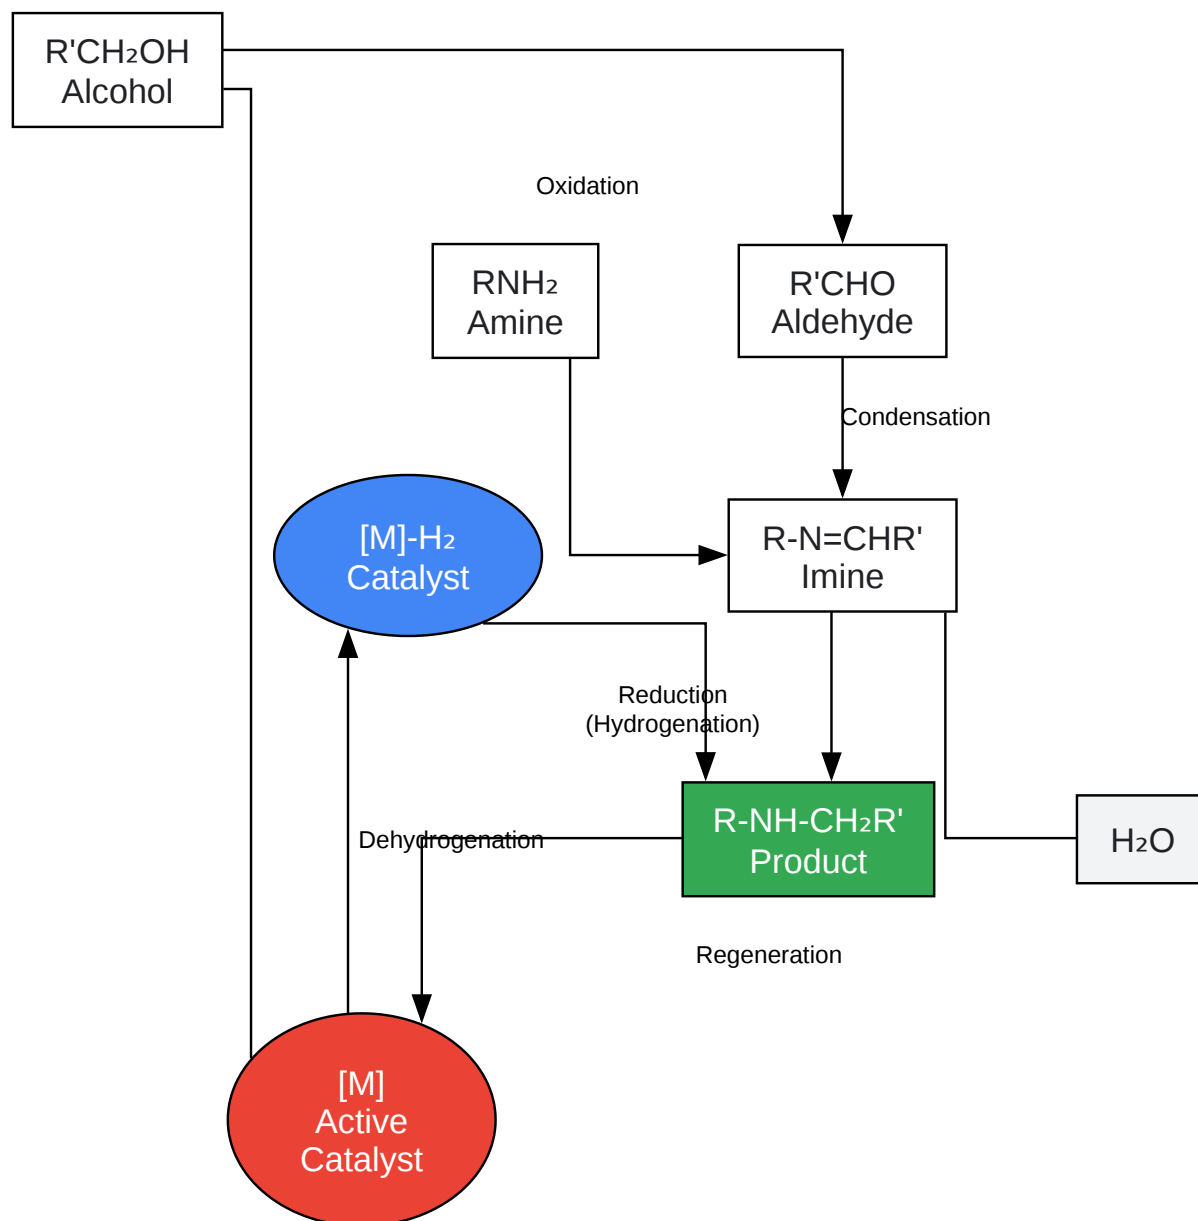 R'CH₂OH
Alcohol
Oxidation
RNH₂
Amine
R'CHO
Aldehyde
Condensation
[M]-H₂
Catalyst
R-N=CHR'
Imine
Reduction
(Hydrogenation)
R-NH-CH₂R'
Product
H₂O
Dehydrogenation
Regeneration
[M]
Active
Catalyst